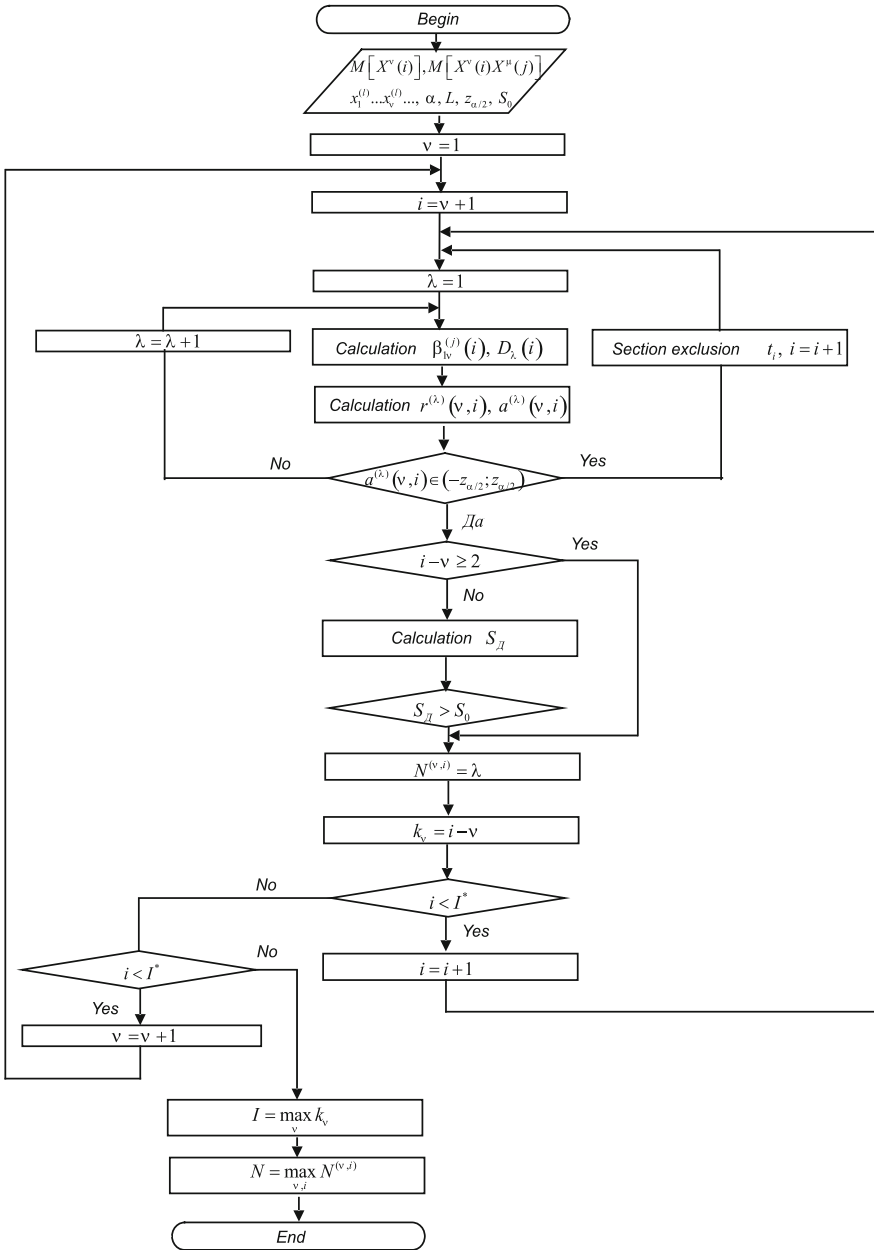 Begin
M[X^ν(i)], M[X^ν(i)X^μ(j)]
x_1^(l)...x_ν^(l)..., α, L, z_α/2, S_0
ν=1
i=ν+1
λ=1
λ=λ+1
Calculation β_lν^(j)(i), D_λ(i)
Section exclusion t_i, i=i+1
Calculation r^(λ)(ν,i), a^(λ)(ν,i)
No
Yes
a^(λ)(ν,i)∈(−z_α/2;z_α/2)
Да
Yes
i−ν≥2
No
Calculation S_Д
S_Д>S_0
N^(ν,i)=λ
k_ν=i−ν
No
i<I*
Yes
No
i<I*
i=i+1
Yes
ν=ν+1
I=max k_ν
ν
N=max N^(ν,i)
ν,i
End